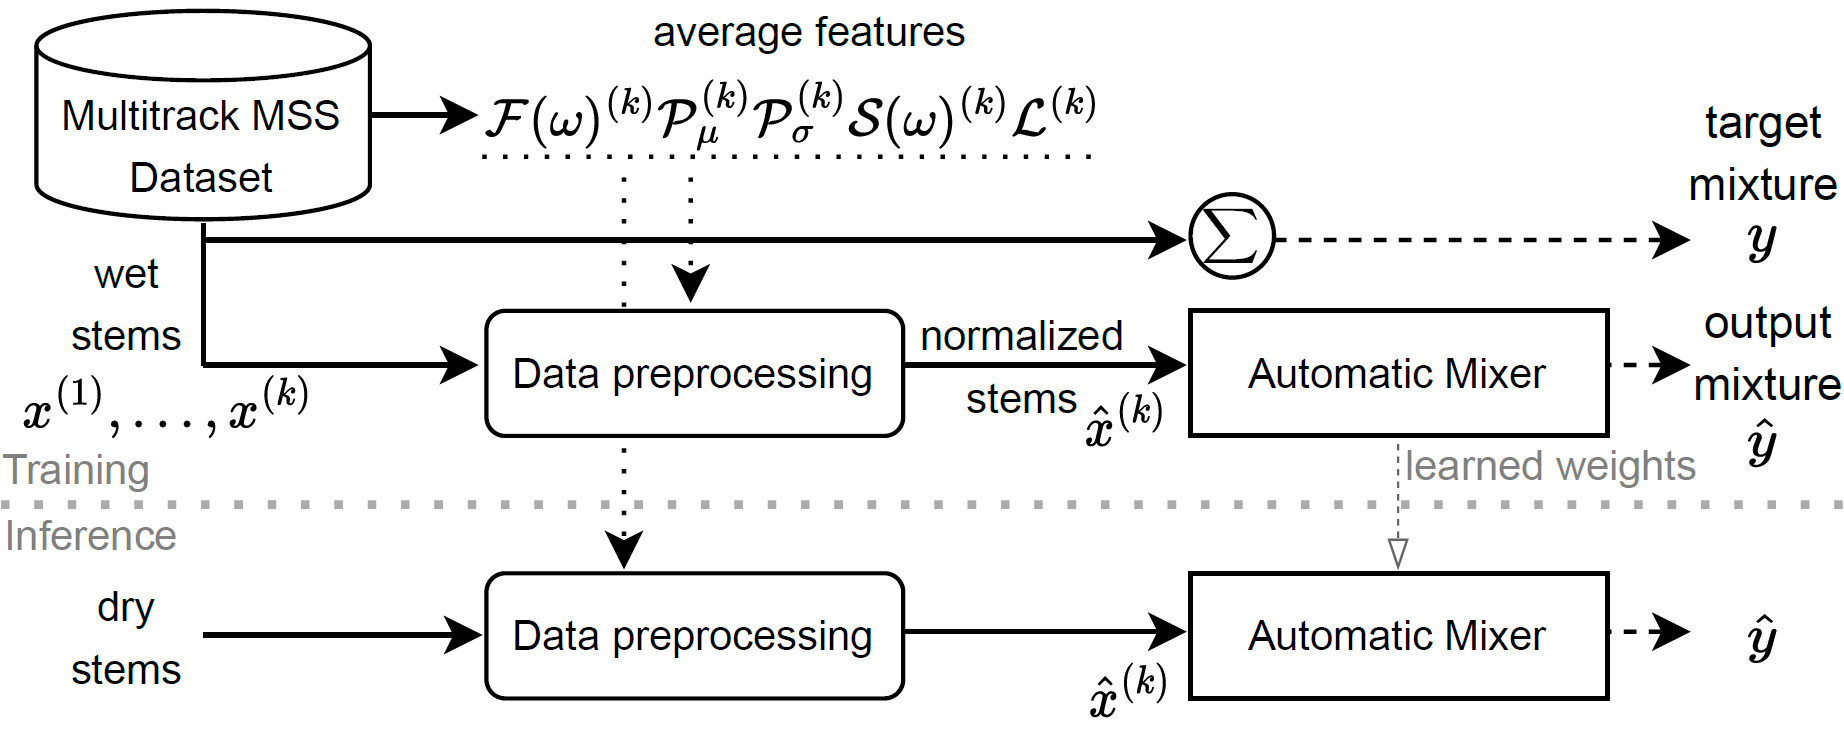 average features
Multitrack MSS
Dataset
$\mathcal{F}(\omega)^{(k)} \mathcal{P}_{\mu}^{(k)} \mathcal{P}_{\sigma}^{(k)} \mathcal{S}(\omega)^{(k)} \mathcal{L}^{(k)}$
target
mixture
$y$
∑
wet
stems
$x^{(1)}, \ldots, x^{(k)}$
Data preprocessing
normalized
stems $\hat{x}^{(k)}$
Automatic Mixer
output
mixture
$\hat{y}$
Training
learned weights
Inference
dry
stems
Data preprocessing
$\hat{x}^{(k)}$
Automatic Mixer
$\hat{y}$